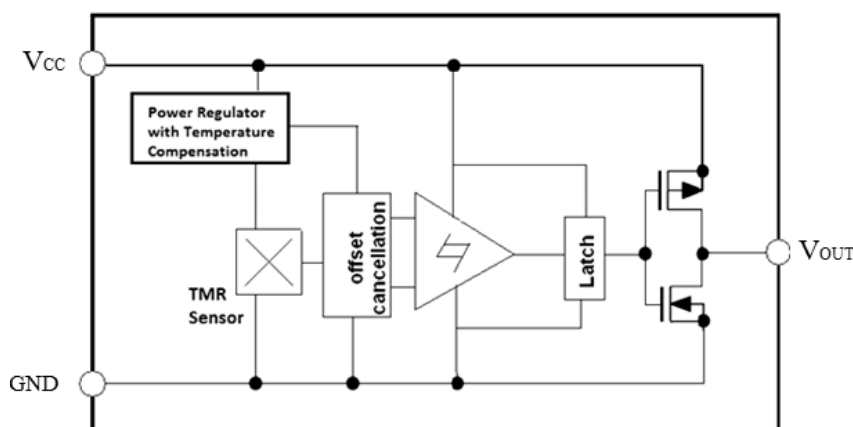 VCC
Power Regulator
with Temperature
Compensation
offset
cancellation
Latch
VOUT
TMR
Sensor
GND